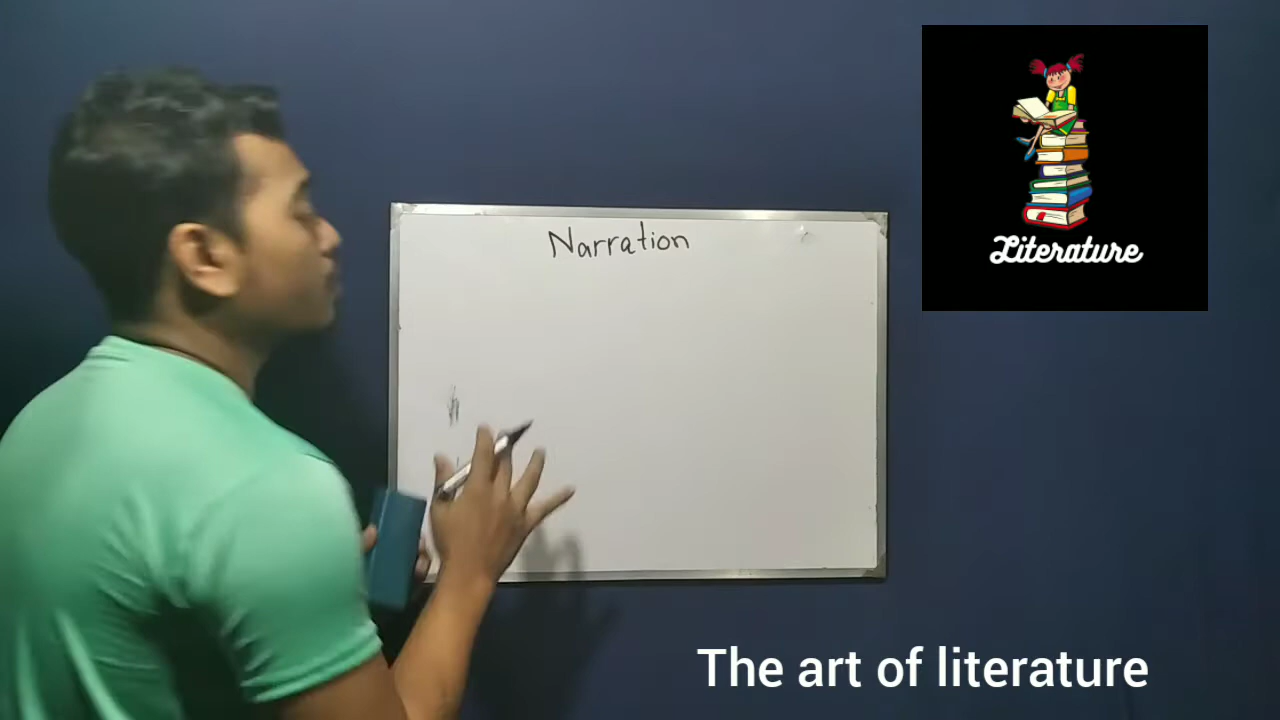 Narration
Literature
The art of literature